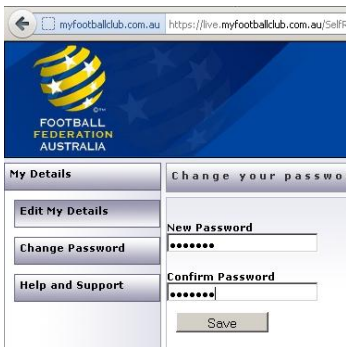 myfootballclub.com.au https://live.myfootballclub.com.au/SelfR
FOOTBALL
FEDERATION
AUSTRALIA
My Details
Change your passwo
Edit My Details
New Password
•••••••
Change Password
Confirm Password
•••••••
Help and Support
Save